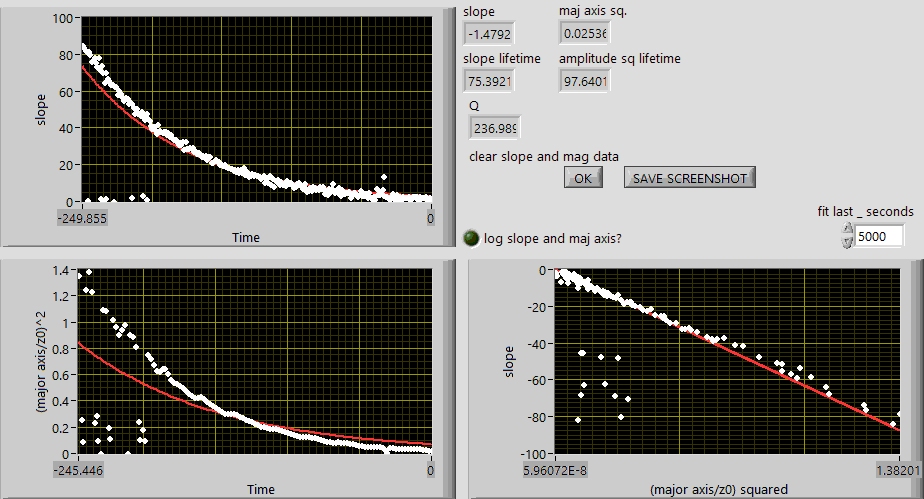 slope
maj axis sq.
-1.4792
0.02536
slope lifetime
amplitude sq lifetime
75.3921
97.6401
Q
236.989
clear slope and mag data
OK
SAVE SCREENSHOT
fit last _ seconds
5000
log slope and maj axis?
100
80
60
40
20
0
slope
-249.855
0
Time
1.4
1.2
1
0.8
0.6
0.4
0.2
0
(major axis/z0)^2
-245.446
0
Time
0
-20
-40
-60
-80
-100
slope
5.96072E-8
1.38201
(major axis/z0) squared